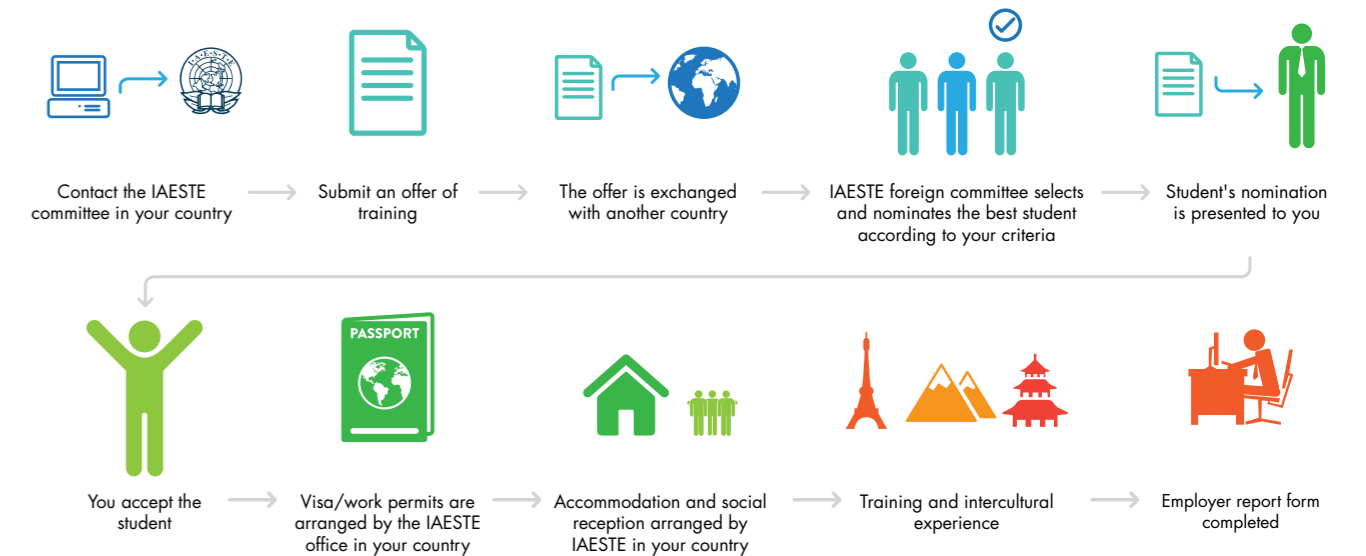 I·A·E·S·T·E
Contact the IAESTE
committee in your country
Submit an offer of
training
The offer is exchanged
with another country
IAESTE foreign committee selects
and nominates the best student
according to your criteria
Student's nomination
is presented to you
PASSPORT
You accept the
student
Visa/work permits are
arranged by the IAESTE
office in your country
Accommodation and social
reception arranged by
IAESTE in your country
Training and intercultural
experience
Employer report form
completed